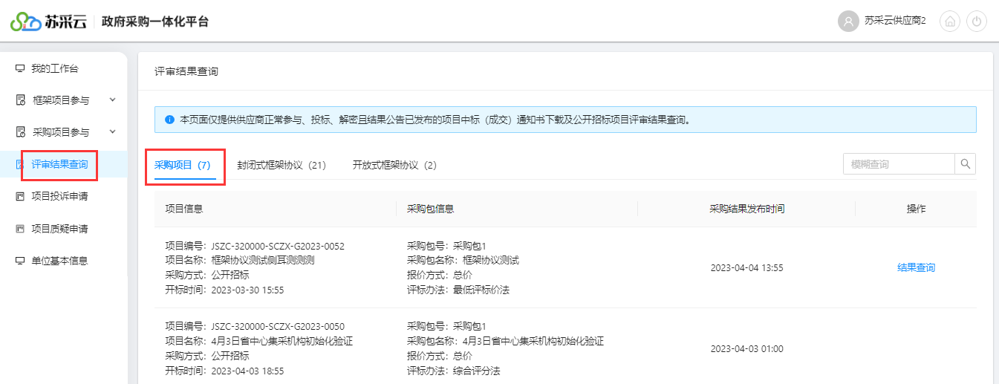 苏采云 政府采购一体化平台
苏采云供应商2
我的工作台
框架项目参与
采购项目参与
评审结果查询
项目投诉申请
项目质疑申请
单位基本信息
评审结果查询
本页面仅提供供应商正常参与、投标、解密且结果公告已发布的项目中标（成交）通知书下载及公开招标项目评审结果查询。
采购项目（7） 封闭式框架协议（21） 开放式框架协议（2）
模糊查询
项目信息 采购包信息 采购结果发布时间 操作
项目编号：JSZC-320000-SCZX-G2023-0052
项目名称：框架协议测试侧耳测测测
采购方式：公开招标
开标时间：2023-03-30 15:55
采购包号：采购包1
采购包名称：框架协议测试
报价方式：总价
评标办法：最低评标价法
2023-04-04 13:55
结果查询
项目编号：JSZC-320000-SCZX-G2023-0050
项目名称：4月3日省中心集采机构初始化验证
采购方式：公开招标
开标时间：2023-04-03 18:55
采购包号：采购包1
采购包名称：4月3日省中心集采机构初始化验证
报价方式：总价
评标办法：综合评分法
2023-04-03 01:00